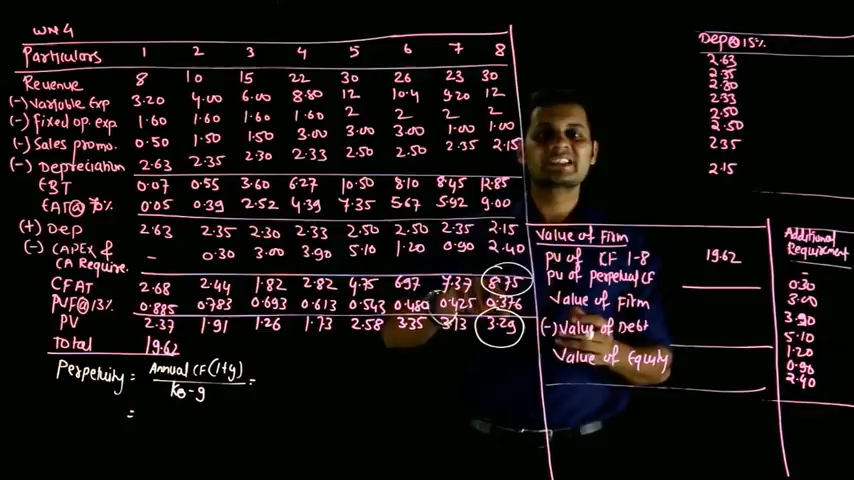 WN 4
Particulars 1 2 3 4 5 6 7 8
Revenue 8 10 15 22 30 26 23 30
(-) Variable Exp 3.20 4.00 6.00 8.80 12 10.4 9.20 12
(-) fixed op. exp 1.60 1.60 1.60 1.60 2 2 2 2
(-) Sales promo. 0.50 1.50 1.50 3.00 3.00 3.00 1.00 1.00
(-) Depreciation 2.63 2.35 2.30 2.33 2.50 2.50 2.35 2.15
EBT 0.07 0.55 3.60 6.27 10.50 8.10 8.45 12.85
EAT@ 70% 0.05 0.39 2.52 4.39 7.35 5.67 5.92 9.00
(+) Dep 2.63 2.35 2.30 2.33 2.50 2.50 2.35 2.15
(-) CAPEX & CA Require. - 0.30 3.00 3.90 5.10 1.20 0.90 2.40
CFAT 2.68 2.44 1.82 2.82 4.75 6.97 7.37 8.75
PVF@13% 0.885 0.783 0.693 0.613 0.543 0.480 0.425 0.376
PV 2.37 1.91 1.26 1.73 2.58 3.35 3.13 3.29
Total 19.62
Perpetuity = Annual CF(1+g) =
Ko-g
=
Dep@15%
2.63
2.35
2.30
2.33
2.50
2.50
2.35
2.15
Value of Firm
PV of CF 1-8 19.62
PV of perpetual CF
Value of Firm
(-) Value of Debt
Value of Equity
Additional
Requirement
-
0.30
3.00
3.90
5.10
1.20
0.90
2.40